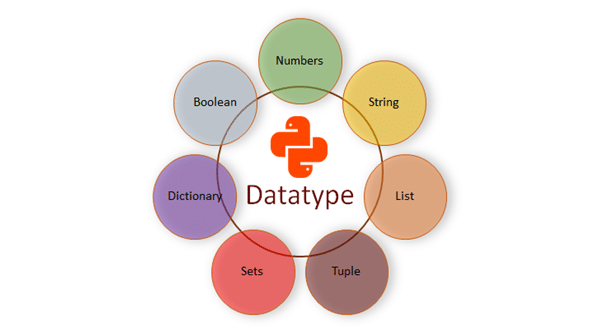 Numbers
Boolean
String
Dictionary
Datatype
List
Sets
Tuple